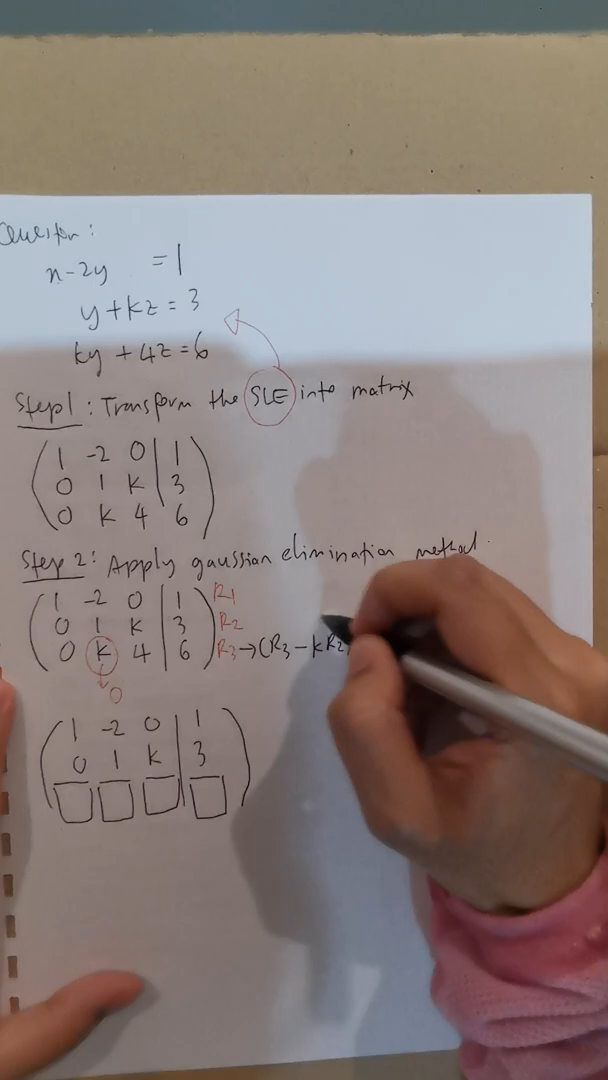 Question:
x-2y = 1
y + kz = 3
ky + 4z = 6
Step 1: Transform the SLE into matrix
1 -2 0 | 1
0 1 k | 3
0 k 4 | 6
Step 2: Apply gaussian elimination method.
1 -2 0 | 1 R1
0 1 k | 3 R2
0 k 4 | 6 R3→(R3-kR2)
0
1 -2 0 | 1
0 1 k | 3